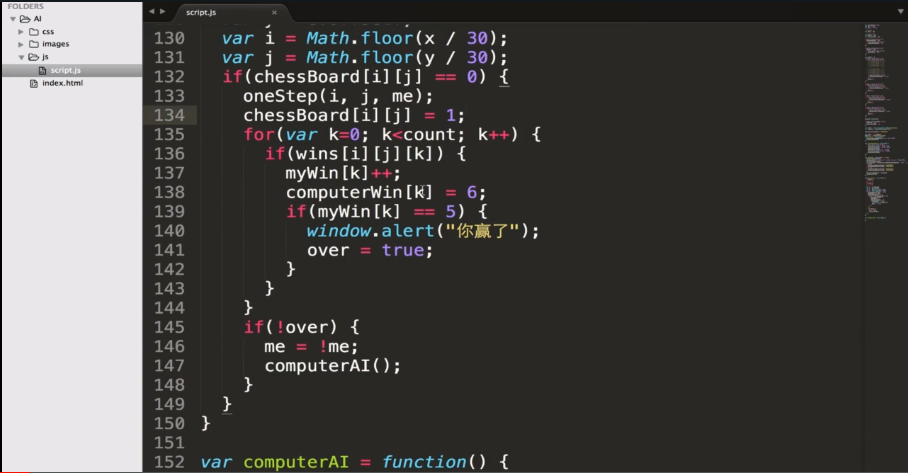 FOLDERS
AI
css
images
js
script.js
index.html
script.js
130 var i = Math.floor(x / 30);
131 var j = Math.floor(y / 30);
132 if(chessBoard[i][j] == 0) {
133 oneStep(i, j, me);
134 chessBoard[i][j] = 1;
135 for(var k=0; k<count; k++) {
136 if(wins[i][j][k]) {
137 myWin[k]++;
138 computerWin[k] = 6;
139 if(myWin[k] == 5) {
140 window.alert("你赢了");
141 over = true;
142 }
143 }
144 }
145 if(!over) {
146 me = !me;
147 computerAI();
148 }
149 }
150 }
151
152 var computerAI = function() {